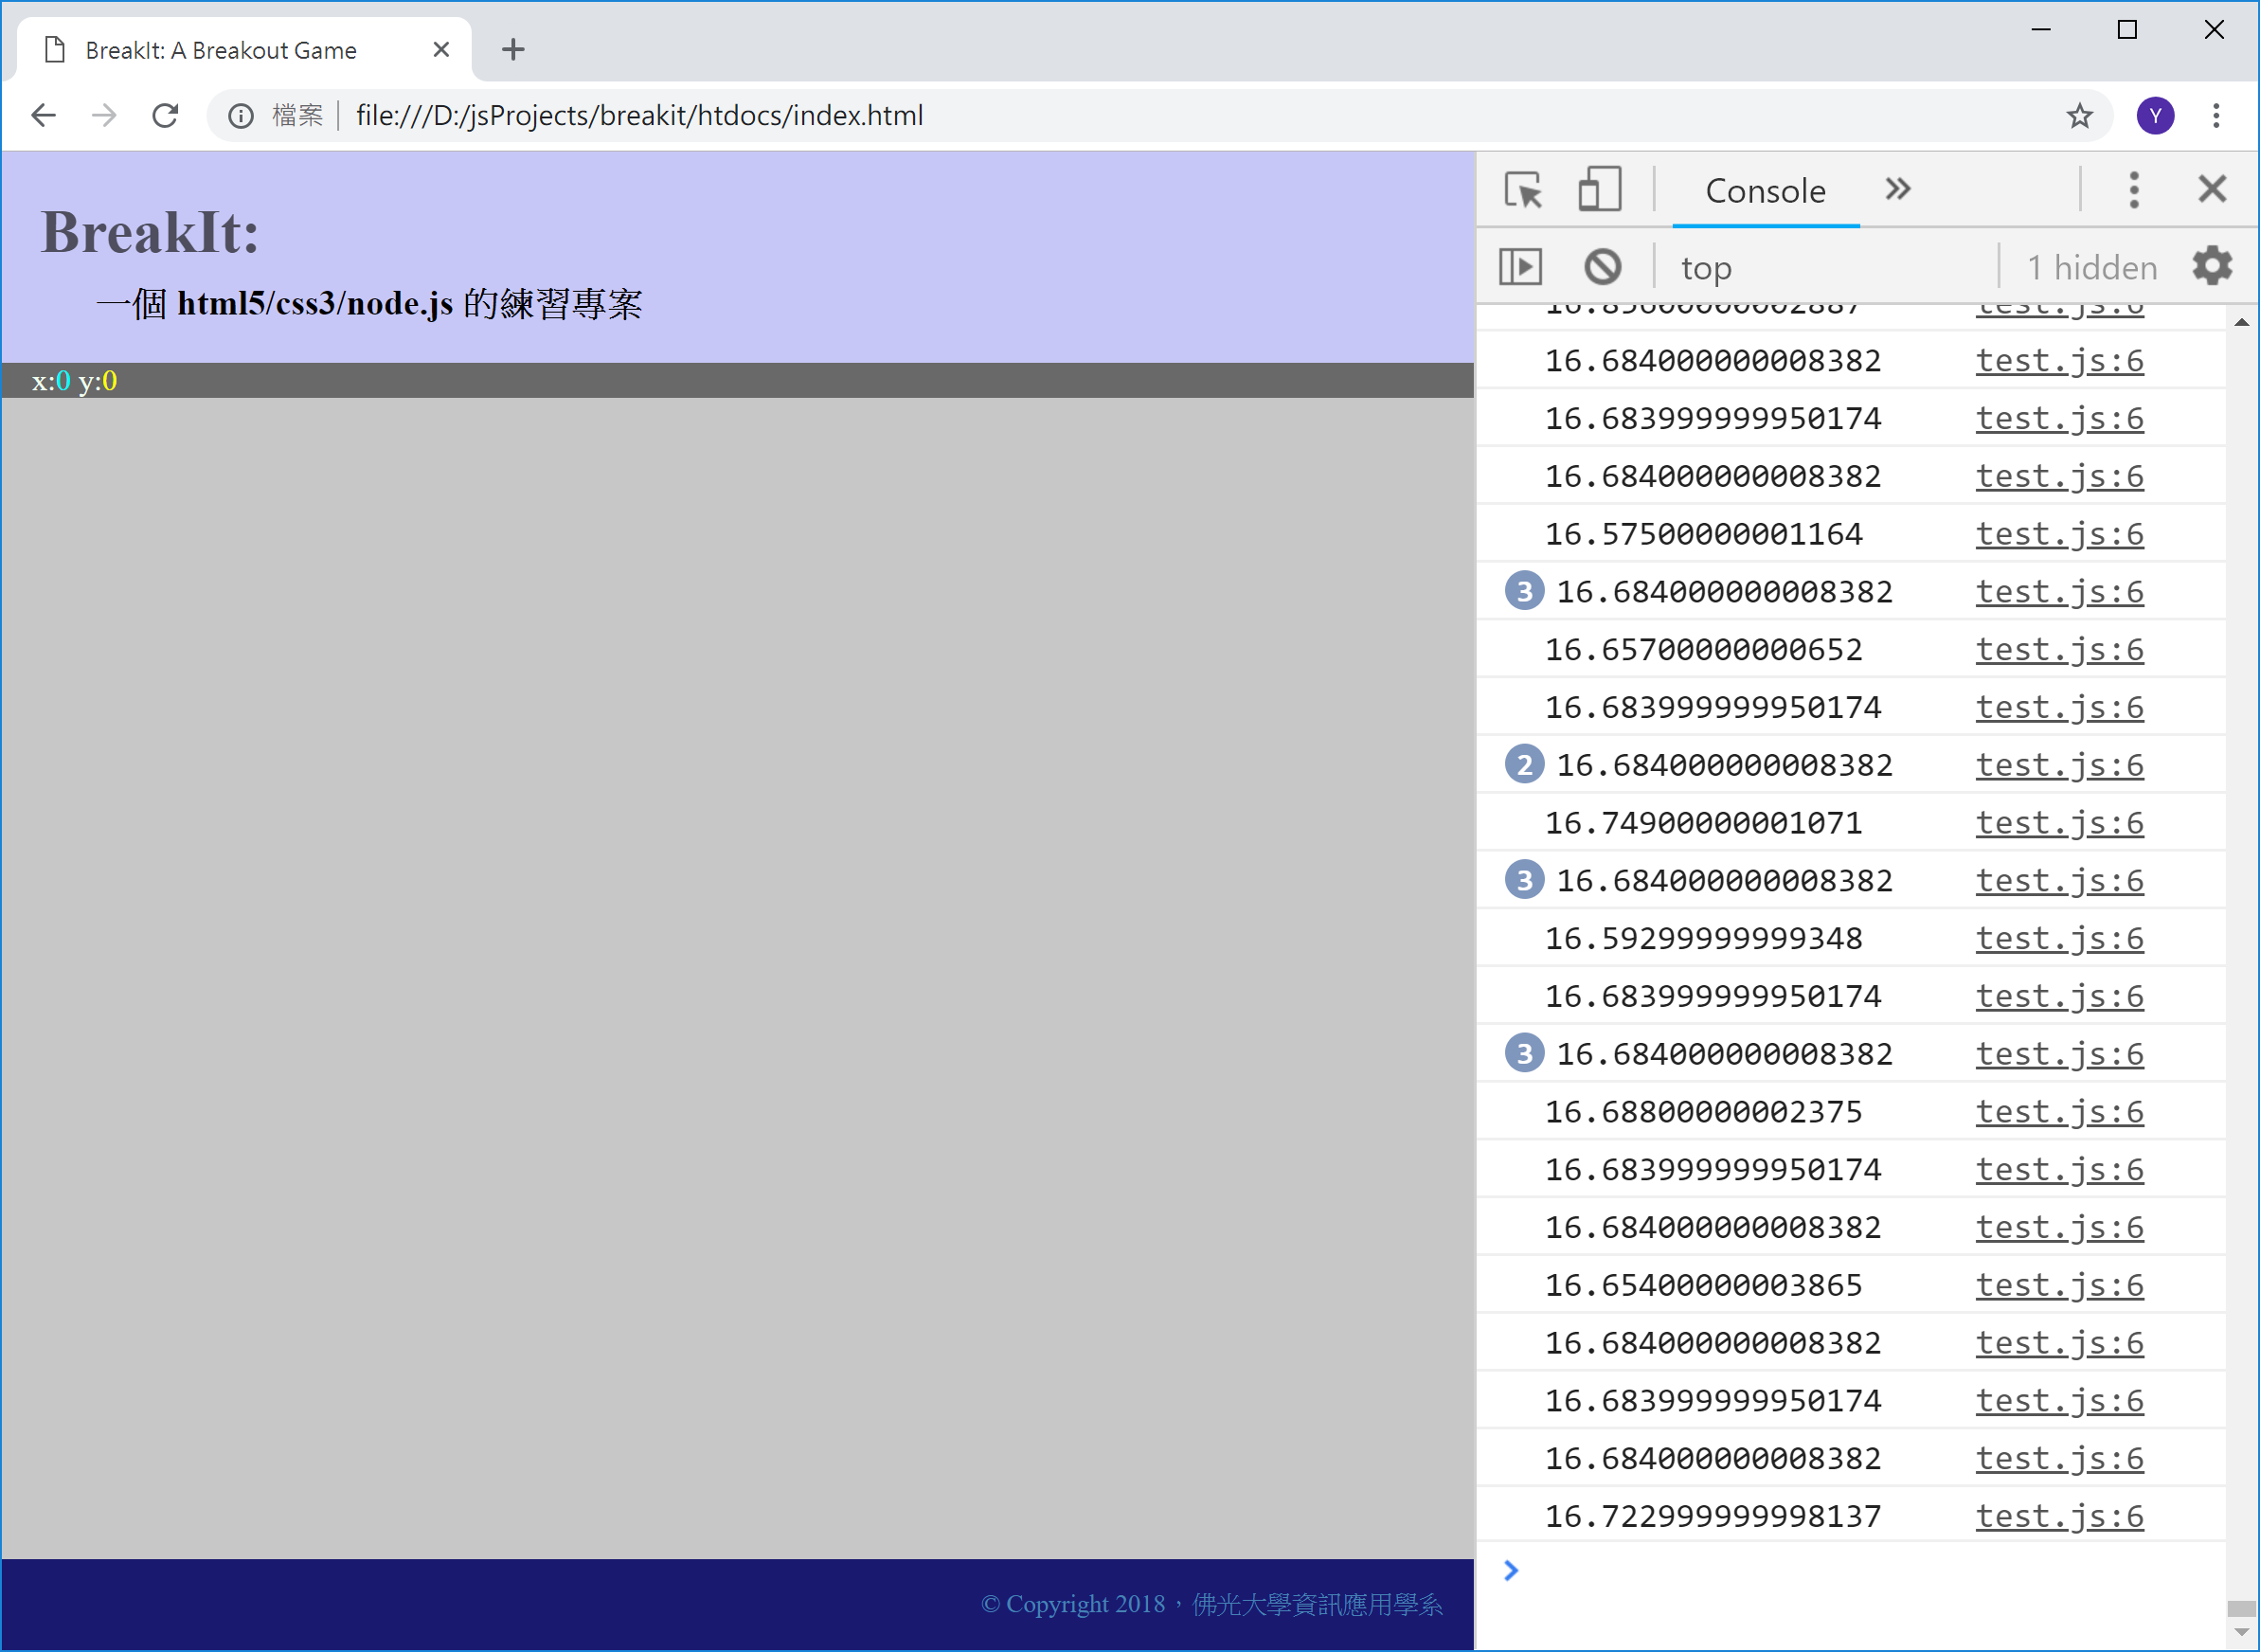 BreakIt: A Breakout Game
檔案 file:///D:/jsProjects/breakit/htdocs/index.html
Y
BreakIt:
一個 html5/css3/node.js 的練習專案
x:0 y:0
© Copyright 2018，佛光大學資訊應用學系
Console
top
1 hidden
16.684000000008382 test.js:6
16.683999999950174 test.js:6
16.684000000008382 test.js:6
16.57500000001164 test.js:6
3 16.684000000008382 test.js:6
16.65700000000652 test.js:6
16.683999999950174 test.js:6
2 16.684000000008382 test.js:6
16.74900000001071 test.js:6
3 16.684000000008382 test.js:6
16.59299999999348 test.js:6
16.683999999950174 test.js:6
3 16.684000000008382 test.js:6
16.68800000002375 test.js:6
16.683999999950174 test.js:6
16.684000000008382 test.js:6
16.65400000003865 test.js:6
16.684000000008382 test.js:6
16.683999999950174 test.js:6
16.684000000008382 test.js:6
16.722999999998137 test.js:6